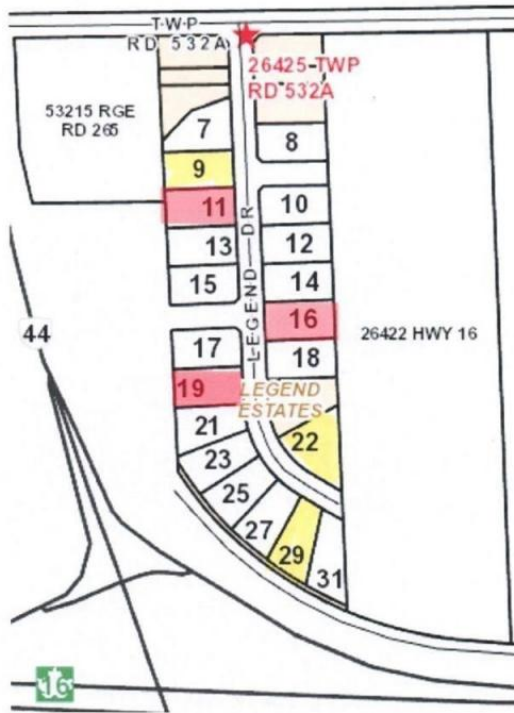 TWP
RD 532A
26425-TWP
RD 532A
53215 RGE
RD 265
7
8
9
11
10
13
12
15
14
LEGEND DR
16
44
26422 HWY 16
17
18
19
LEGEND
ESTATES
21
22
23
25
27
29
31
16